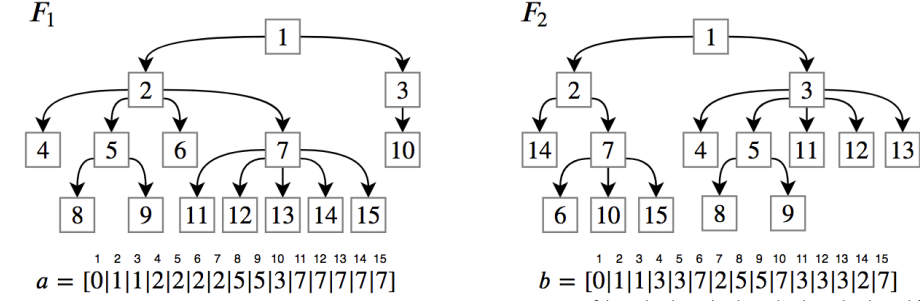 F₁ F₂
1 1
2 3 2 3
4 5 6 7 10 14 7 4 5 11 12 13
8 9 11 12 13 14 15 6 10 15 8 9
1 2 3 4 5 6 7 8 9 10 11 12 13 14 15 1 2 3 4 5 6 7 8 9 10 11 12 13 14 15
a = [0|1|1|2|2|2|2|5|5|3|7|7|7|7|7] b = [0|1|1|3|3|7|2|5|5|7|3|3|3|2|7]